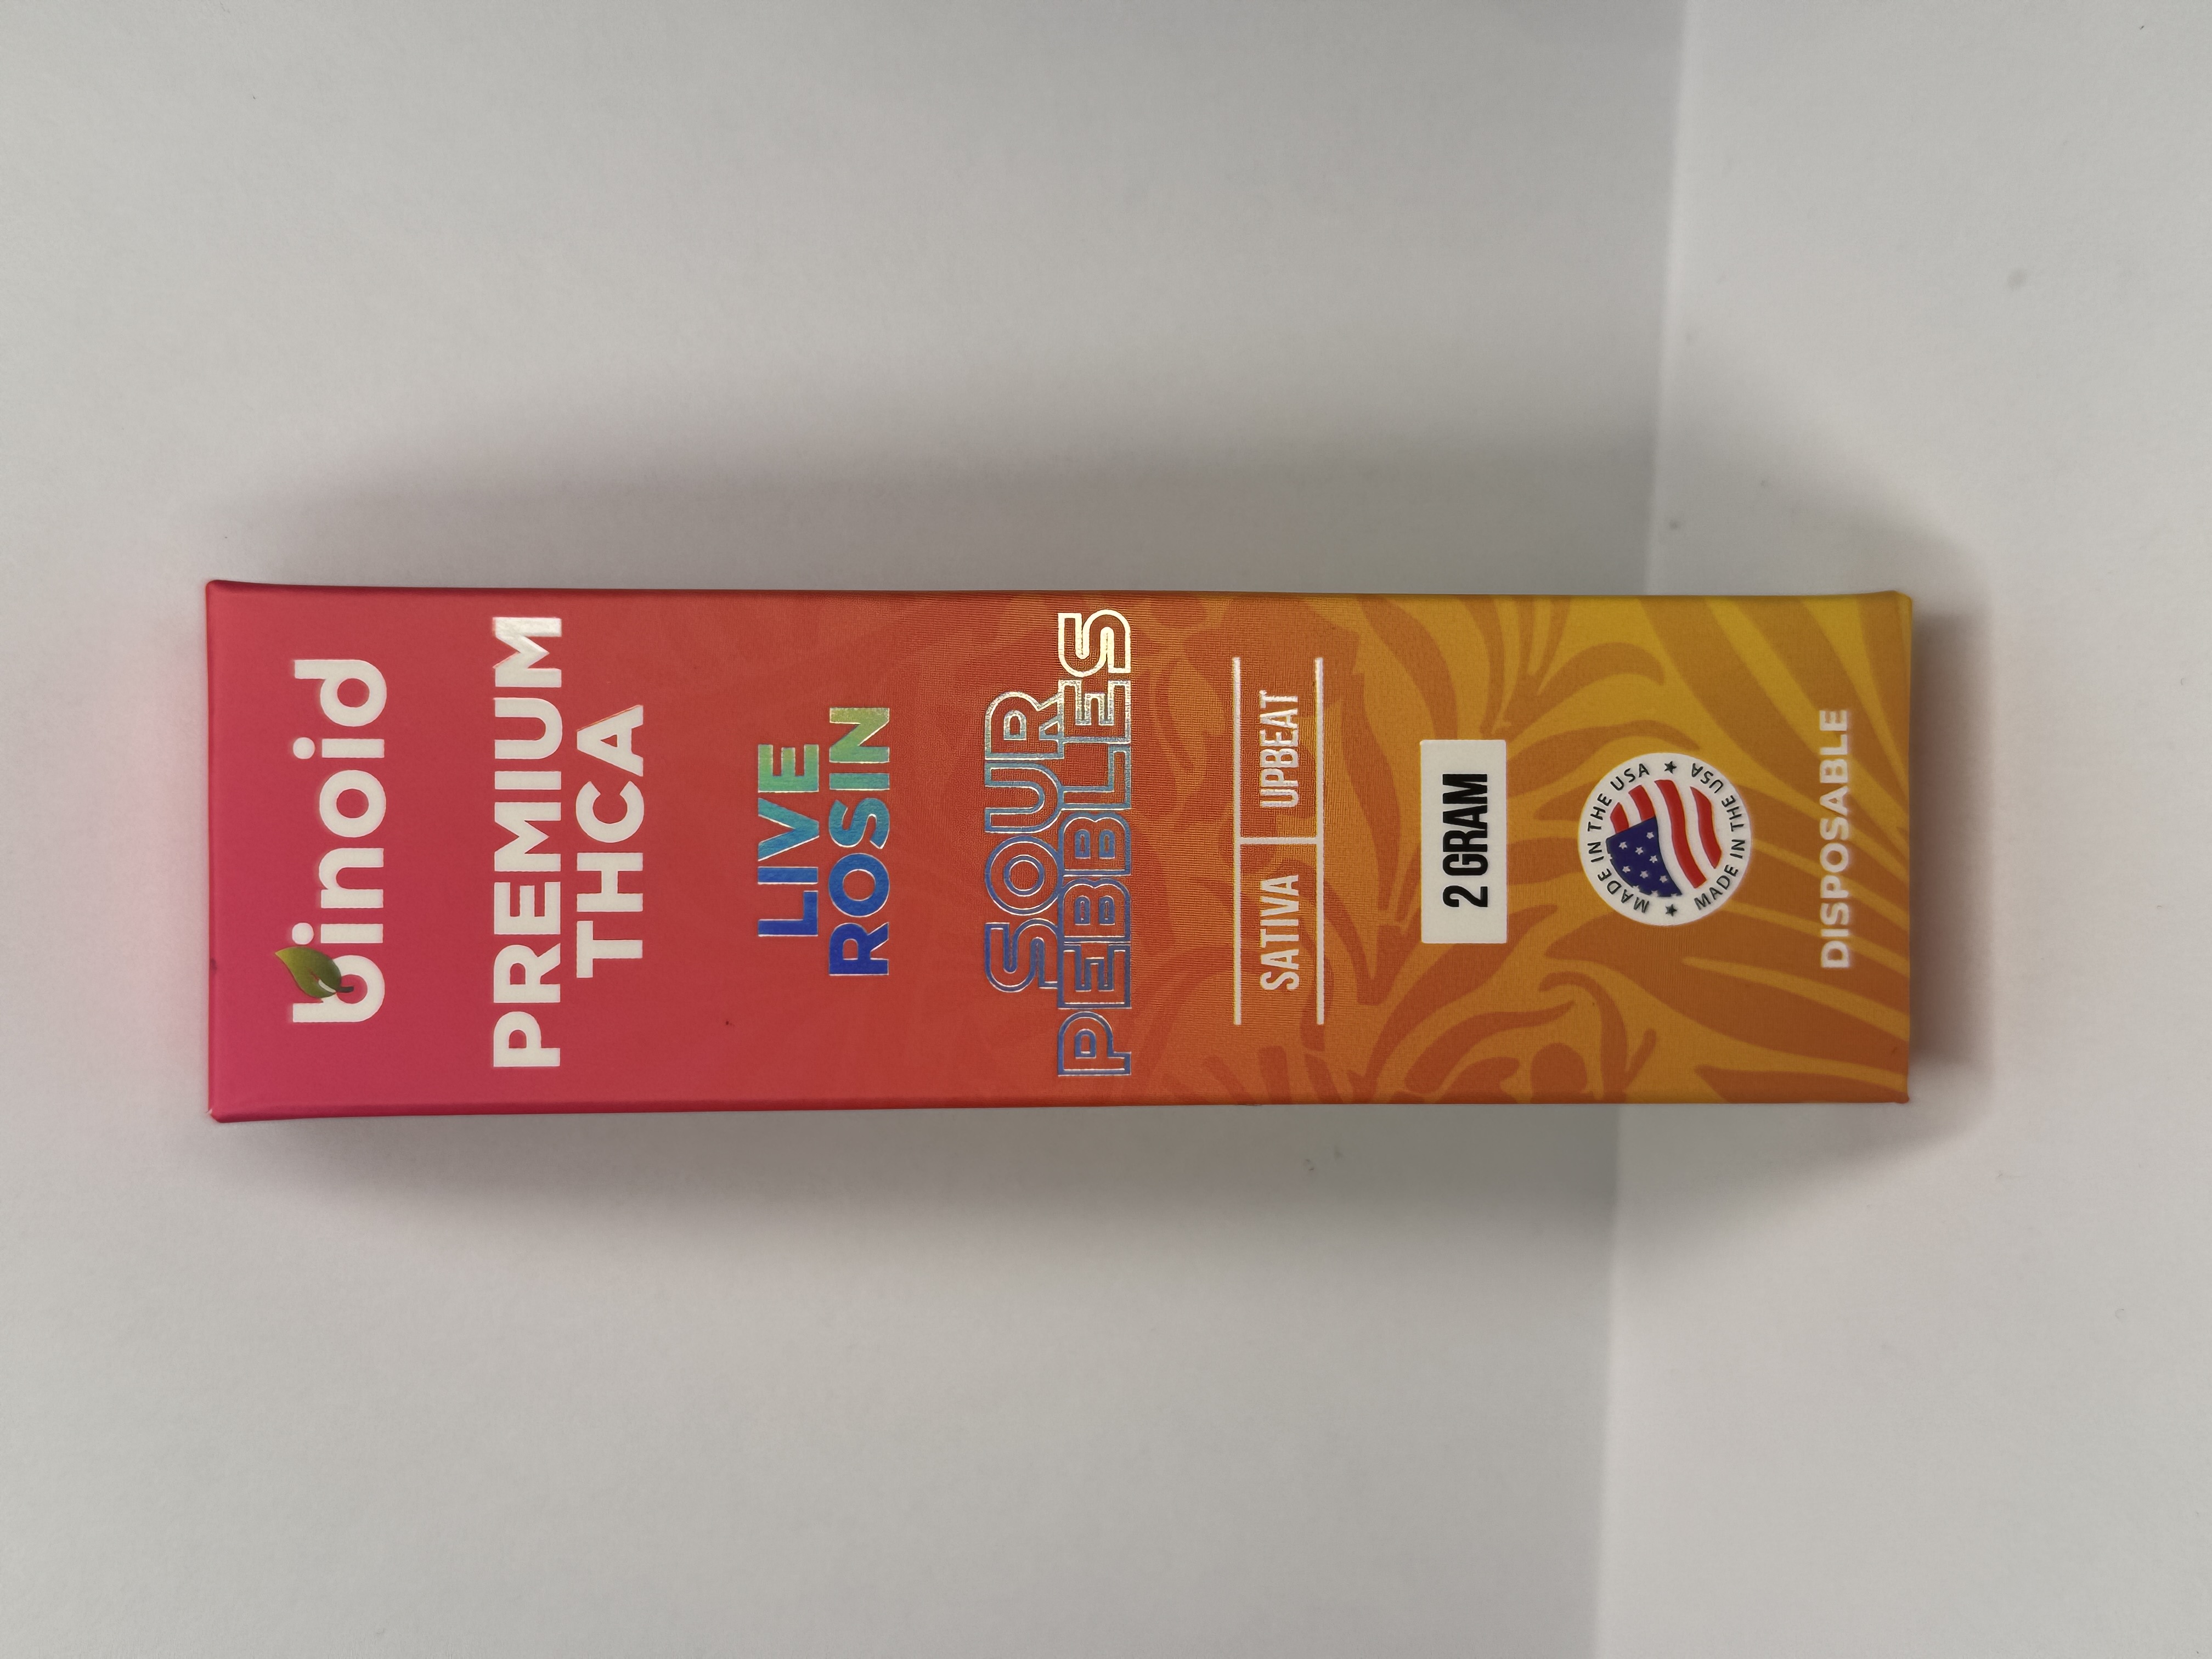 binoid
PREMIUM
THCA
LIVE
ROSIN
SOUR
PEBBLES
SATIVA UPBEAT
2 GRAM
MADE IN THE USA ★ MADE IN THE USA ★
DISPOSABLE